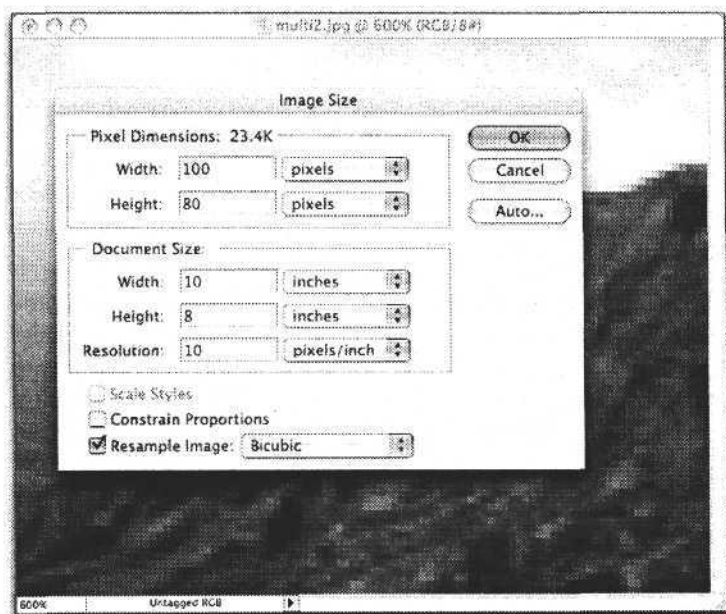 multi2.jpg @ 600% (RGB/8#)
Image Size
Pixel Dimensions: 23.4K
Width: 100 pixels
Height: 80 pixels
OK
Cancel
Auto...
Document Size:
Width: 10 inches
Height: 8 inches
Resolution: 10 pixels/inch
Scale Styles
Constrain Proportions
Resample Image: Bicubic
600% Untagged RGB